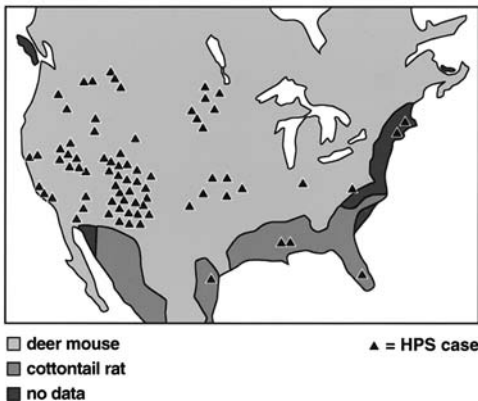 deer mouse
▲ = HPS case
cottontail rat
no data